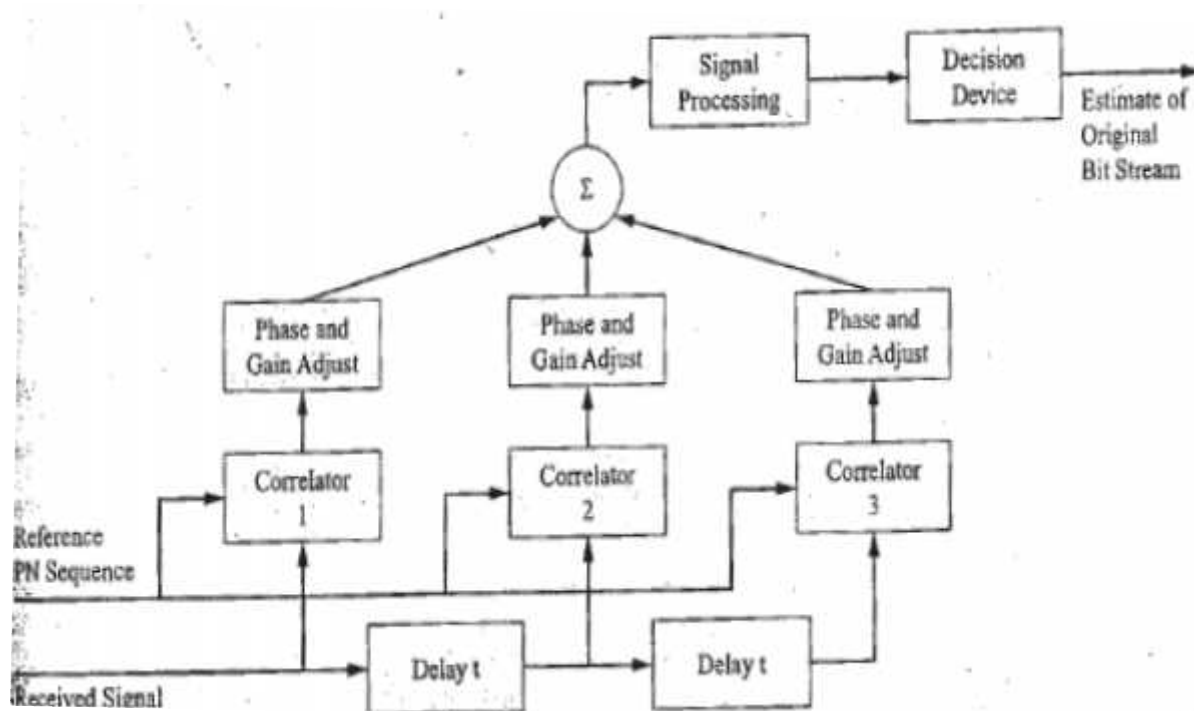 Signal
Processing
Decision
Device
Estimate of
Original
Bit Stream
Σ
Phase and
Gain Adjust
Phase and
Gain Adjust
Phase and
Gain Adjust
Correlator
1
Correlator
2
Correlator
3
Reference
PN Sequence
Delay t
Delay t
Received Signal